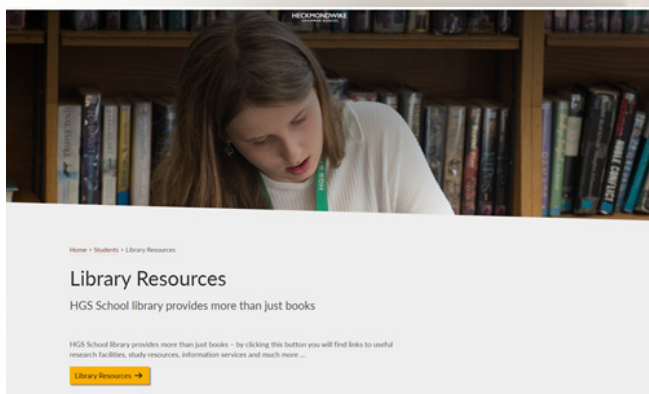 HECKMONDWIKE
GRAMMAR SCHOOL
Home > Students > Library Resources
Library Resources
HGS School library provides more than just books
HGS School library provides more than just books – by clicking this button you will find links to useful
research facilities, study resources, information services and much more ...
Library Resources →